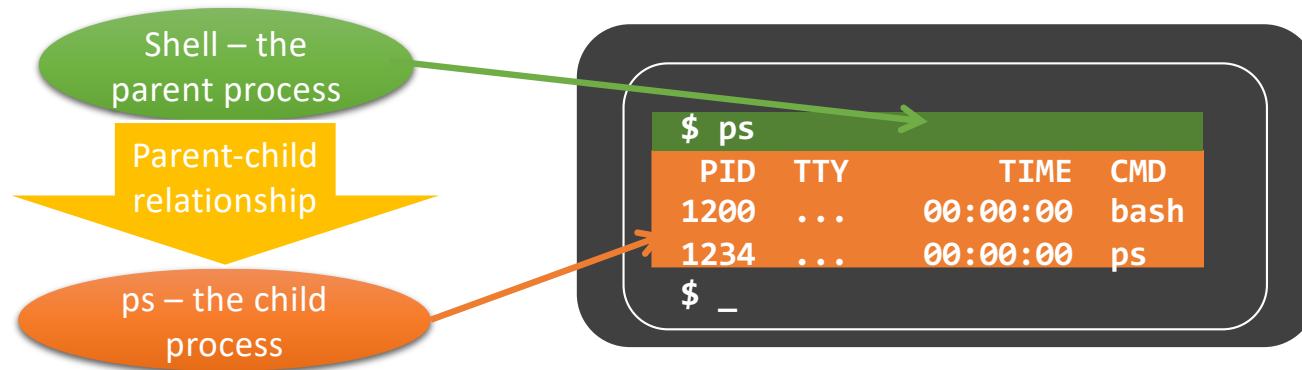 Shell – the
parent process
Parent-child
relationship
ps – the child
process
$ ps
PID TTY TIME CMD
1200 ... 00:00:00 bash
1234 ... 00:00:00 ps
$ _